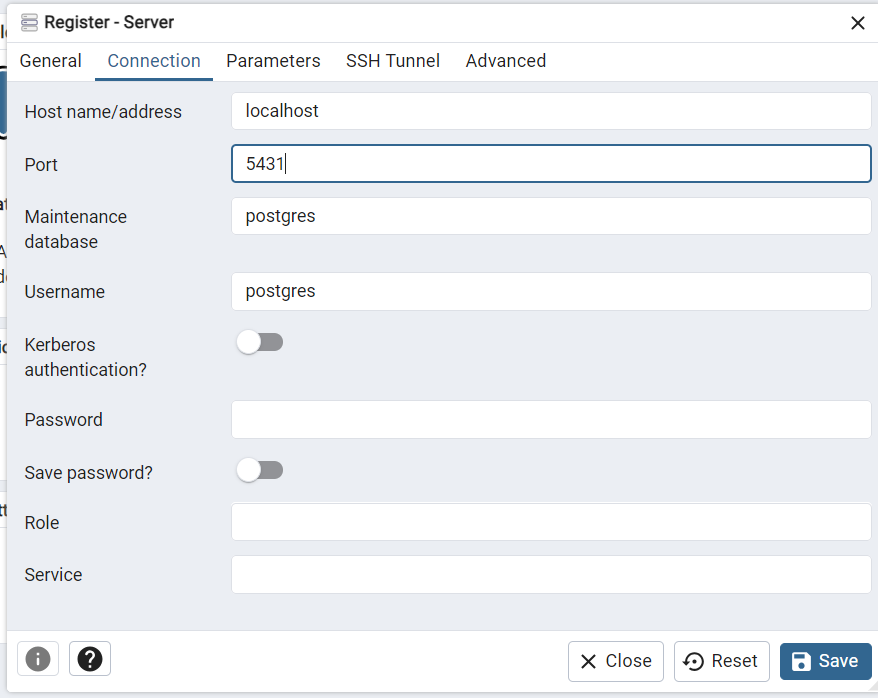 Register - Server
General Connection Parameters SSH Tunnel Advanced
Host name/address localhost
Port 5431
Maintenance
database postgres
Username postgres
Kerberos
authentication?
Password
Save password?
Role
Service
Close Reset Save